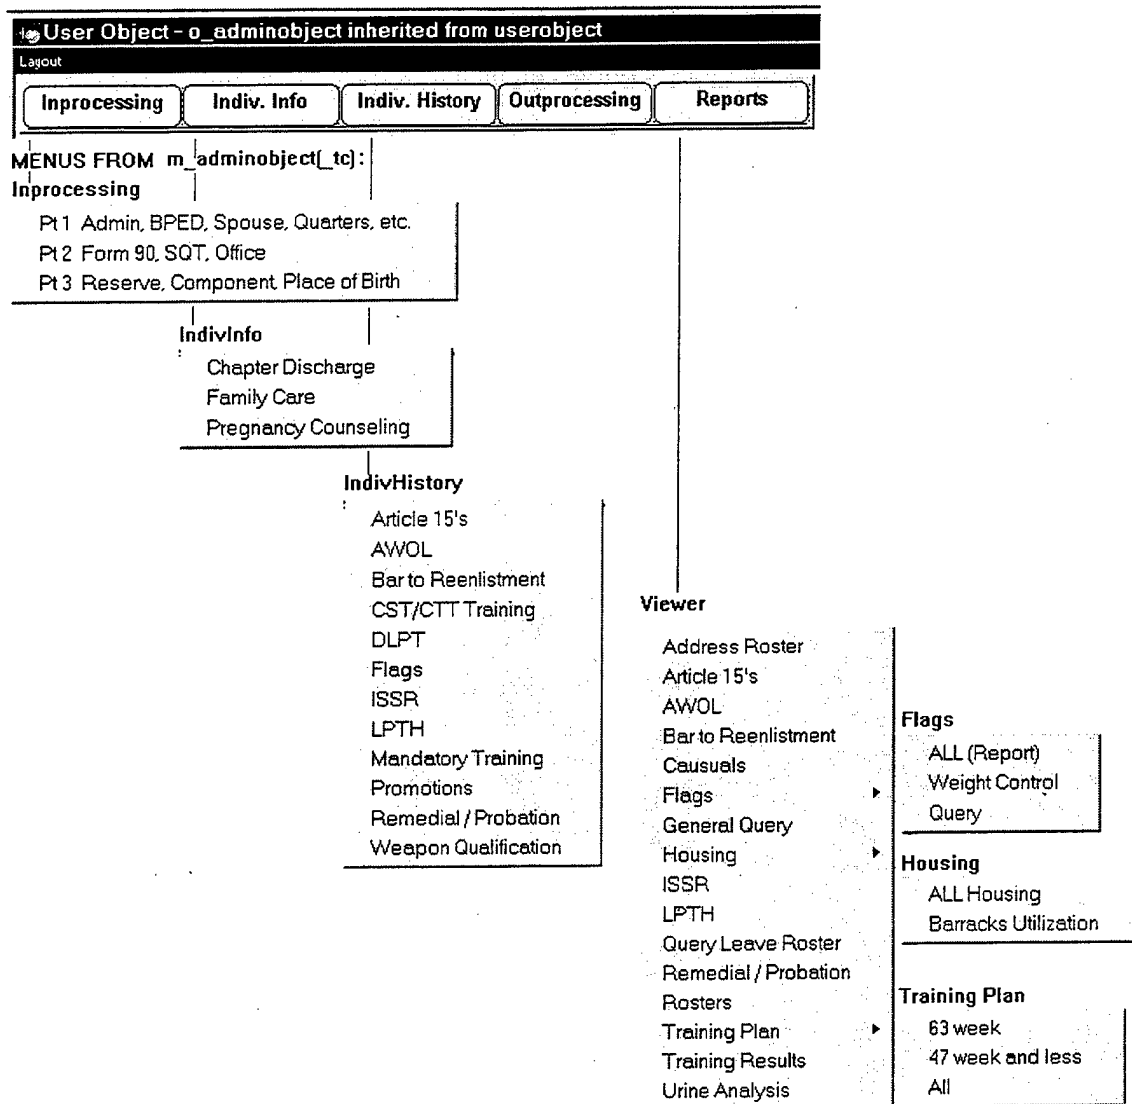 User Object - o_adminobject inherited from userobject
Layout
Inprocessing Indiv. Info Indiv. History Outprocessing Reports
MENUS FROM m_adminobject(_tc):
Inprocessing
Pt 1 Admin, BPED, Spouse, Quarters, etc.
Pt 2 Form 90, SQT, Office
Pt 3 Reserve, Component, Place of Birth
IndivInfo
Chapter Discharge
Family Care
Pregnancy Counseling
IndivHistory
Article 15's
AWOL
Bar to Reenlistment
CST/CTT Training
DLPT
Flags
ISSR
LPTH
Mandatory Training
Promotions
Remedial / Probation
Weapon Qualification
Viewer
Address Roster
Article 15's
AWOL
Bar to Reenlistment
Causuals
Flags
General Query
Housing
ISSR
LPTH
Query Leave Roster
Remedial / Probation
Rosters
Training Plan
Training Results
Urine Analysis
Flags
ALL (Report)
Weight Control
Query
Housing
ALL Housing
Barracks Utilization
Training Plan
63 week
47 week and less
All